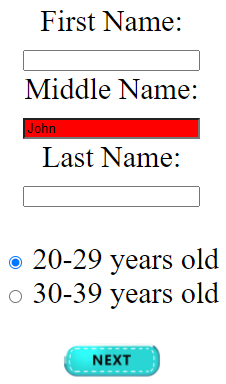 First Name:
Middle Name:
John
Last Name:
20-29 years old
30-39 years old
NEXT